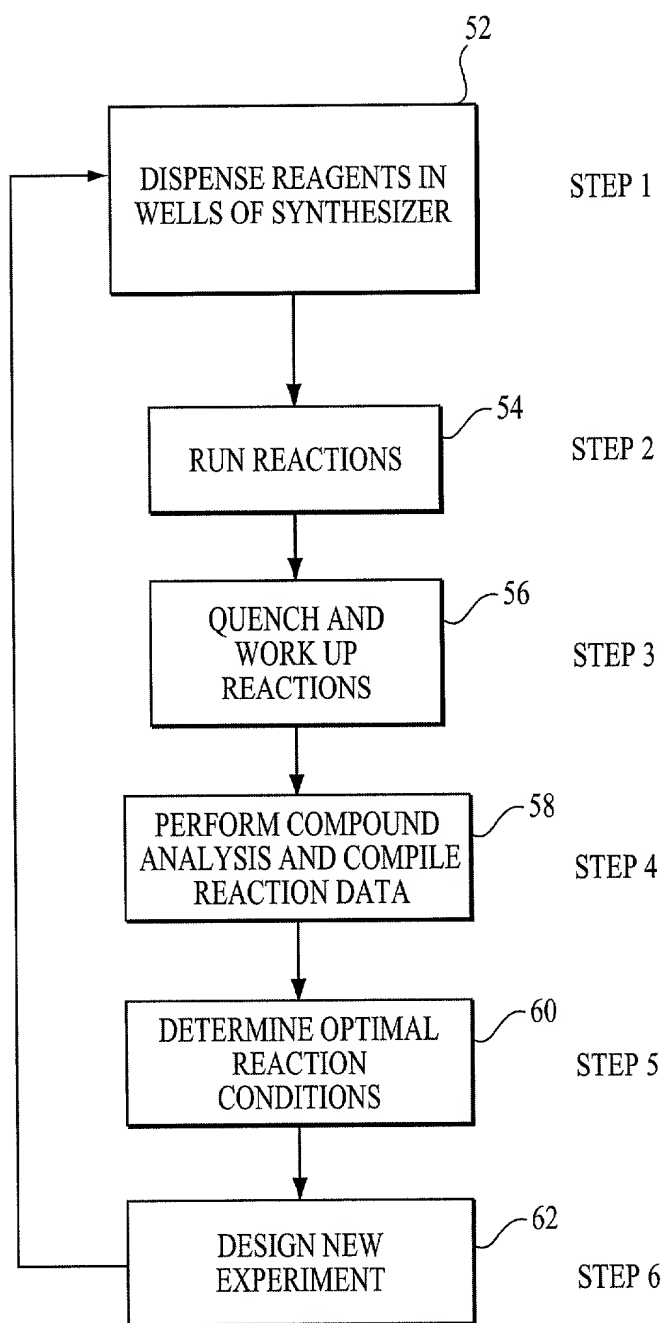 52
DISPENSE REAGENTS IN
WELLS OF SYNTHESIZER
STEP 1
54
RUN REACTIONS
STEP 2
56
QUENCH AND
WORK UP
REACTIONS
STEP 3
58
PERFORM COMPOUND
ANALYSIS AND COMPILE
REACTION DATA
STEP 4
60
DETERMINE OPTIMAL
REACTION
CONDITIONS
STEP 5
62
DESIGN NEW
EXPERIMENT
STEP 6